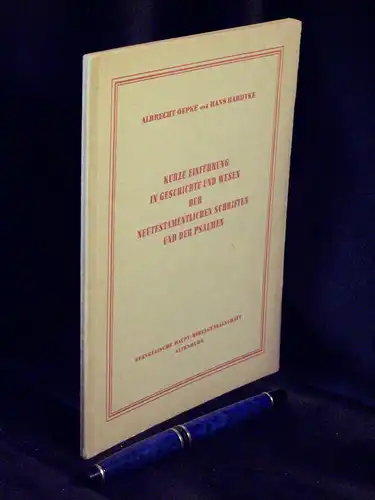 ALBRECHT OEPKE UND HANS BARDTKE
KURZE EINFÜHRUNG
IN GESCHICHTE UND WESEN
DER
NEUTESTAMENTLICHEN SCHRIFTEN
UND DER PSALMEN
EVANGELISCHE HAUPT-BIBELGESELLSCHAFT
ALTENBURG